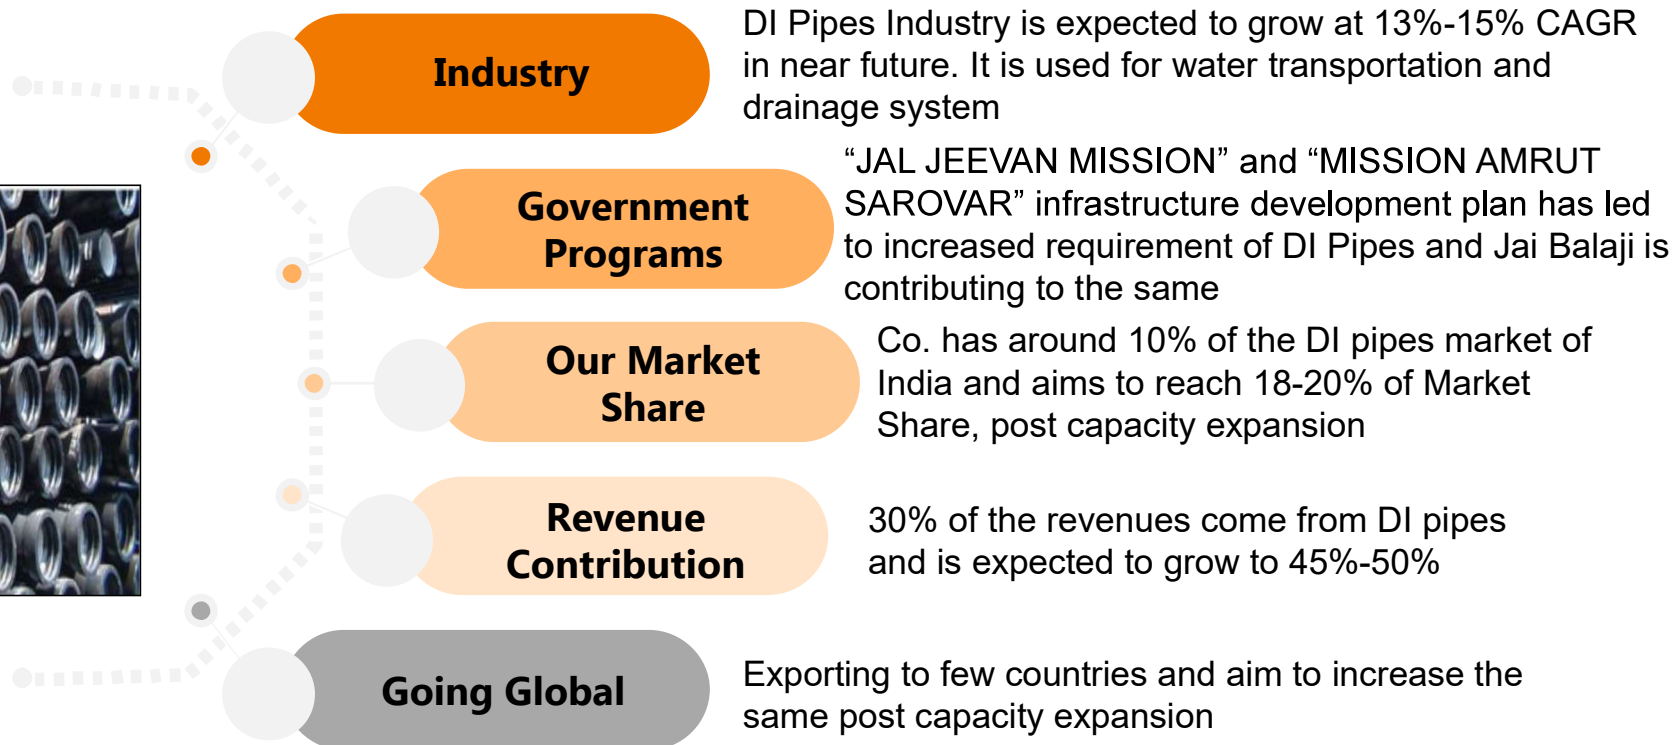 Industry
DI Pipes Industry is expected to grow at 13%-15% CAGR
in near future. It is used for water transportation and
drainage system
Government
Programs
“JAL JEEVAN MISSION” and “MISSION AMRUT
SAROVAR” infrastructure development plan has led
to increased requirement of DI Pipes and Jai Balaji is
contributing to the same
Our Market
Share
Co. has around 10% of the DI pipes market of
India and aims to reach 18-20% of Market
Share, post capacity expansion
Revenue
Contribution
30% of the revenues come from DI pipes
and is expected to grow to 45%-50%
Going Global
Exporting to few countries and aim to increase the
same post capacity expansion